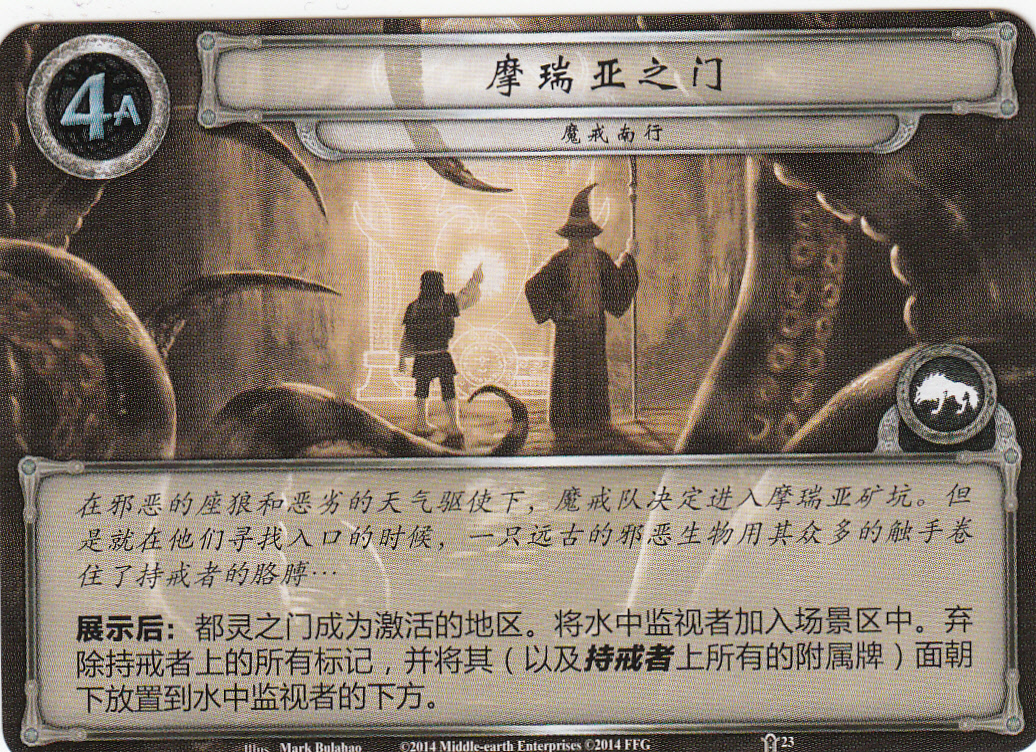 4A
摩瑞亚之门
魔戒南行
在邪恶的座狼和恶劣的天气驱使下，魔戒队决定进入摩瑞亚矿坑。但
是就在他们寻找入口的时候，一只远古的邪恶生物用其众多的触手卷
住了持戒者的胳膊…
展示后：都灵之门成为激活的地区。将水中监视者加入场景区中。弃
除持戒者上的所有标记，并将其（以及持戒者上所有的附属牌）面朝
下放置到水中监视者的下方。
Illus. Mark Bulahao ©2014 Middle-earth Enterprises ©2014 FFG 23